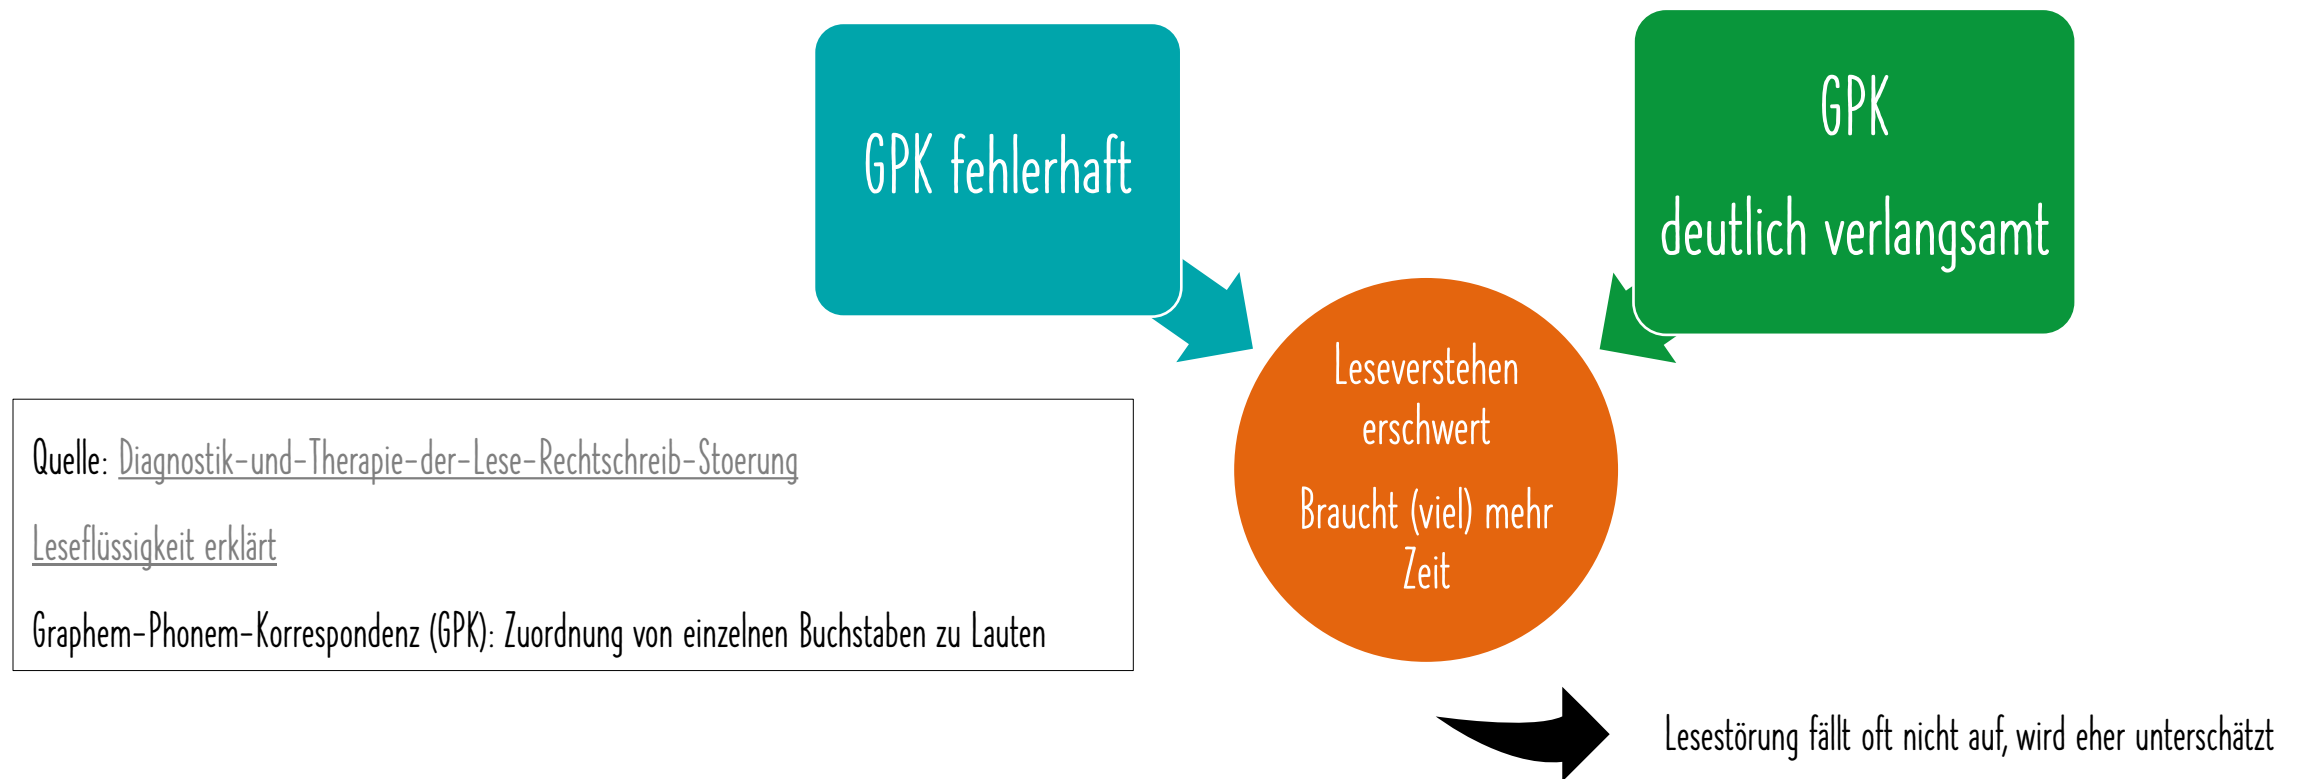 GPK fehlerhaft
GPK
deutlich verlangsamt
Leseverstehen
erschwert
Braucht (viel) mehr
Zeit
Quelle: Diagnostik-und-Therapie-der-Lese-Rechtschreib-Stoerung
Leseflüssigkeit erklärt
Graphem-Phonem-Korrespondenz (GPK): Zuordnung von einzelnen Buchstaben zu Lauten
Lesestörung fällt oft nicht auf, wird eher unterschätzt